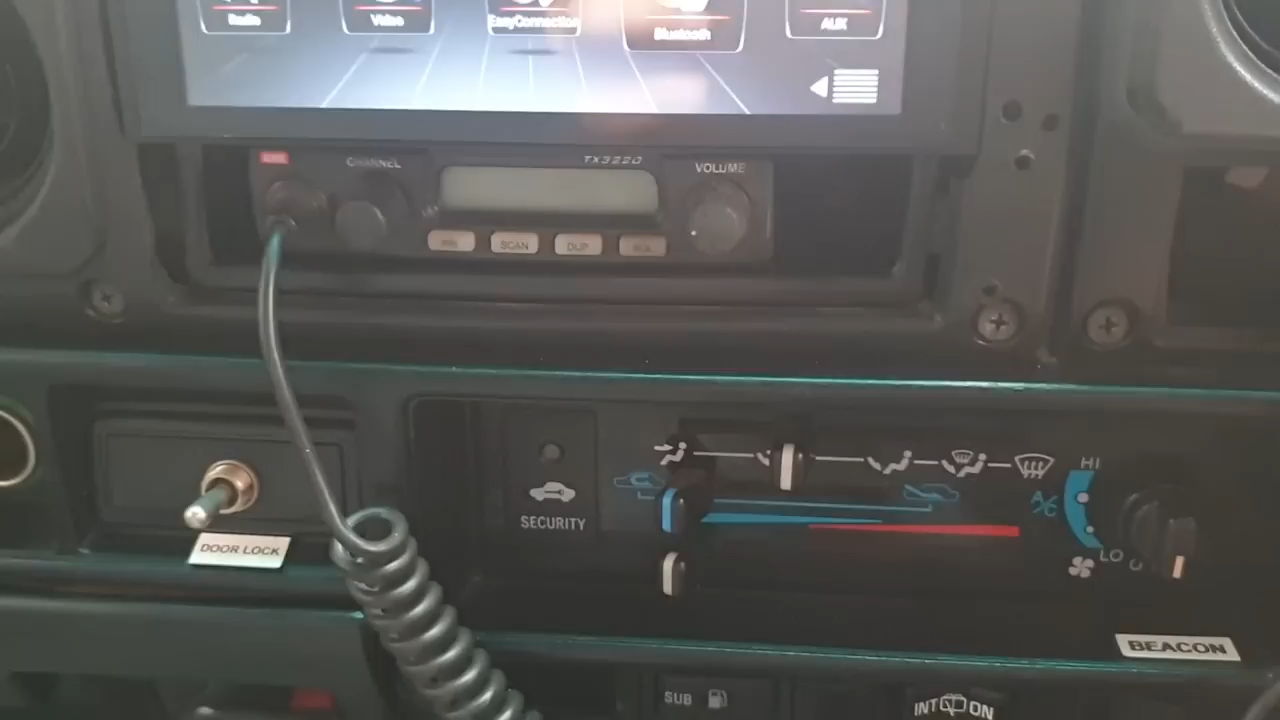 Radio
Video
EasyConnection
Bluetooth
AUX
CHANNEL
TX3220
VOLUME
SCAN
DUP
HI
A/C
SECURITY
DOOR LOCK
LO
BEACON
SUB
INT
ON